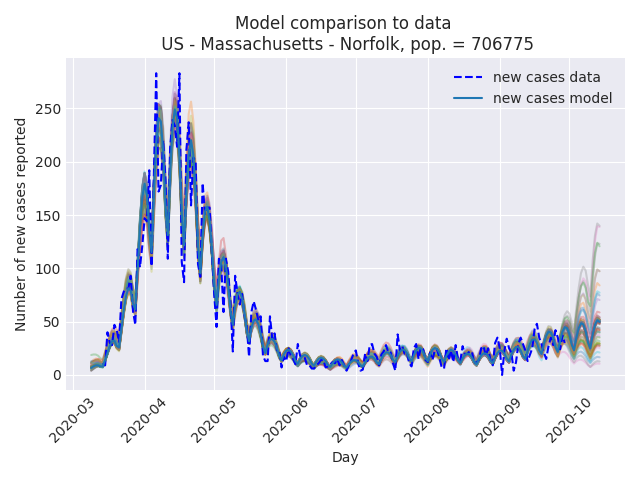 Model comparison to data
US - Massachusetts - Norfolk, pop. = 706775
new cases data
new cases model
Number of new cases reported
250
200
150
100
50
0
2020-03
2020-04
2020-05
2020-06
2020-07
2020-08
2020-09
2020-10
Day